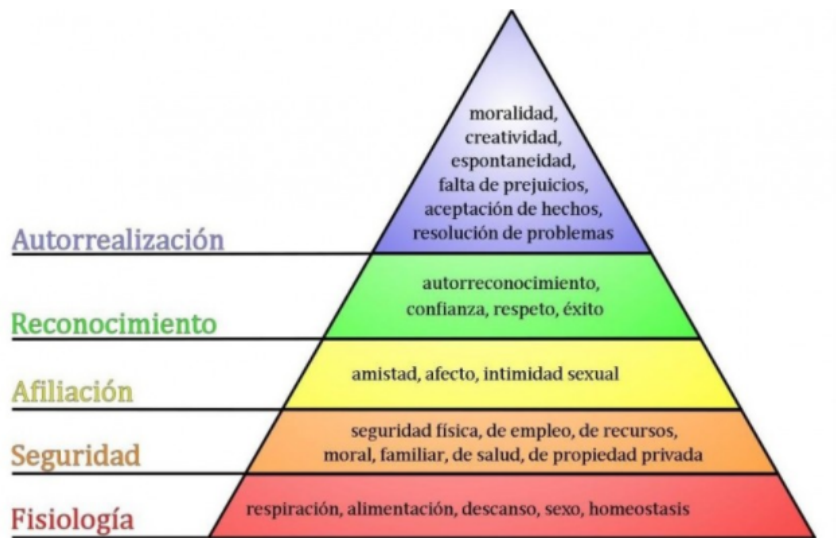 moralidad,
creatividad,
espontaneidad,
falta de prejuicios,
aceptación de hechos,
resolución de problemas
Autorrealización
autorreconocimiento,
confianza, respeto, éxito
Reconocimiento
amistad, afecto, intimidad sexual
Afiliación
seguridad física, de empleo, de recursos,
moral, familiar, de salud, de propiedad privada
Seguridad
respiración, alimentación, descanso, sexo, homeostasis
Fisiología